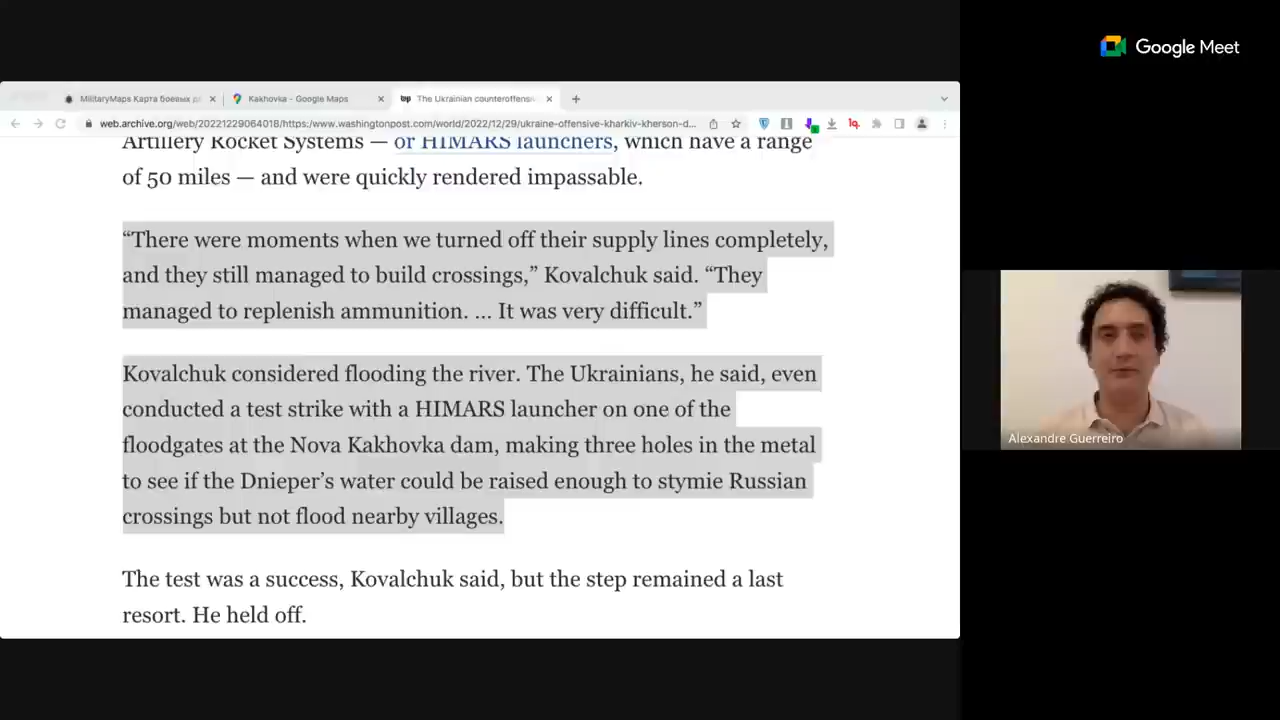 Google Meet
MilitaryMaps Карта боевых д
Kakhovka - Google Maps
wp
The Ukrainian counteroffensi
web.archive.org/web/20221229064018/https:/www.washingtonpost.com/world/2022/12/29/ukraine-offensive-kharkiv-kherson-d...
Artillery Rocket Systems — or HIMARS launchers, which have a range
of 50 miles — and were quickly rendered impassable.
“There were moments when we turned off their supply lines completely,
and they still managed to build crossings,” Kovalchuk said. “They
managed to replenish ammunition. ... It was very difficult.”
Kovalchuk considered flooding the river. The Ukrainians, he said, even
conducted a test strike with a HIMARS launcher on one of the
floodgates at the Nova Kakhovka dam, making three holes in the metal
to see if the Dnieper’s water could be raised enough to stymie Russian
crossings but not flood nearby villages.
The test was a success, Kovalchuk said, but the step remained a last
resort. He held off.
Alexandre Guerreiro